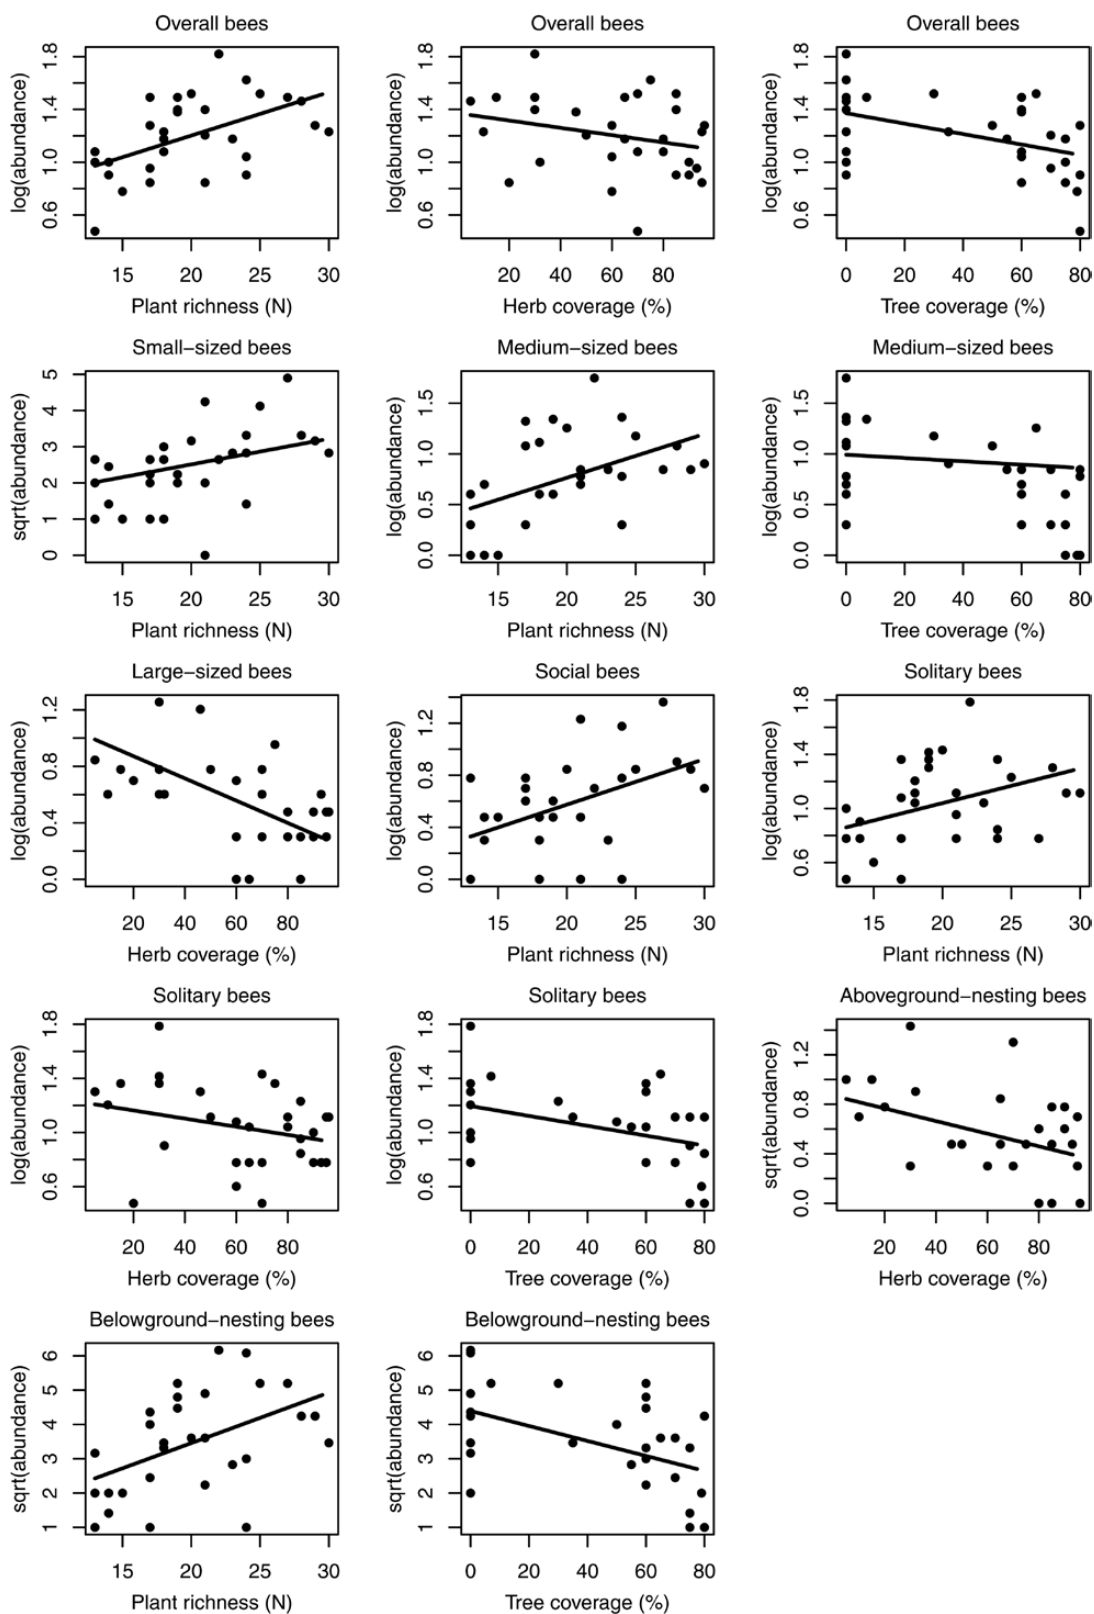 Overall bees
log(abundance)
0.6 1.0 1.4 1.8
15 20 25 30
Plant richness (N)
Overall bees
log(abundance)
0.6 1.0 1.4 1.8
20 40 60 80
Herb coverage (%)
Overall bees
log(abundance)
0.6 1.0 1.4 1.8
0 20 40 60 80
Tree coverage (%)
Small−sized bees
sqrt(abundance)
0 1 2 3 4 5
15 20 25 30
Plant richness (N)
Medium−sized bees
log(abundance)
0.0 0.5 1.0 1.5
15 20 25 30
Plant richness (N)
Medium−sized bees
log(abundance)
0.0 0.5 1.0 1.5
0 20 40 60 80
Tree coverage (%)
Large−sized bees
log(abundance)
0.0 0.4 0.8 1.2
20 40 60 80
Herb coverage (%)
Social bees
log(abundance)
0.0 0.4 0.8 1.2
15 20 25 30
Plant richness (N)
Solitary bees
log(abundance)
0.6 1.0 1.4 1.8
15 20 25 30
Plant richness (N)
Solitary bees
log(abundance)
0.6 1.0 1.4 1.8
20 40 60 80
Herb coverage (%)
Solitary bees
log(abundance)
0.6 1.0 1.4 1.8
0 20 40 60 80
Tree coverage (%)
Aboveground−nesting bees
sqrt(abundance)
0.0 0.4 0.8 1.2
20 40 60 80
Herb coverage (%)
Belowground−nesting bees
sqrt(abundance)
1 2 3 4 5 6
15 20 25 30
Plant richness (N)
Belowground−nesting bees
sqrt(abundance)
1 2 3 4 5 6
0 20 40 60 80
Tree coverage (%)